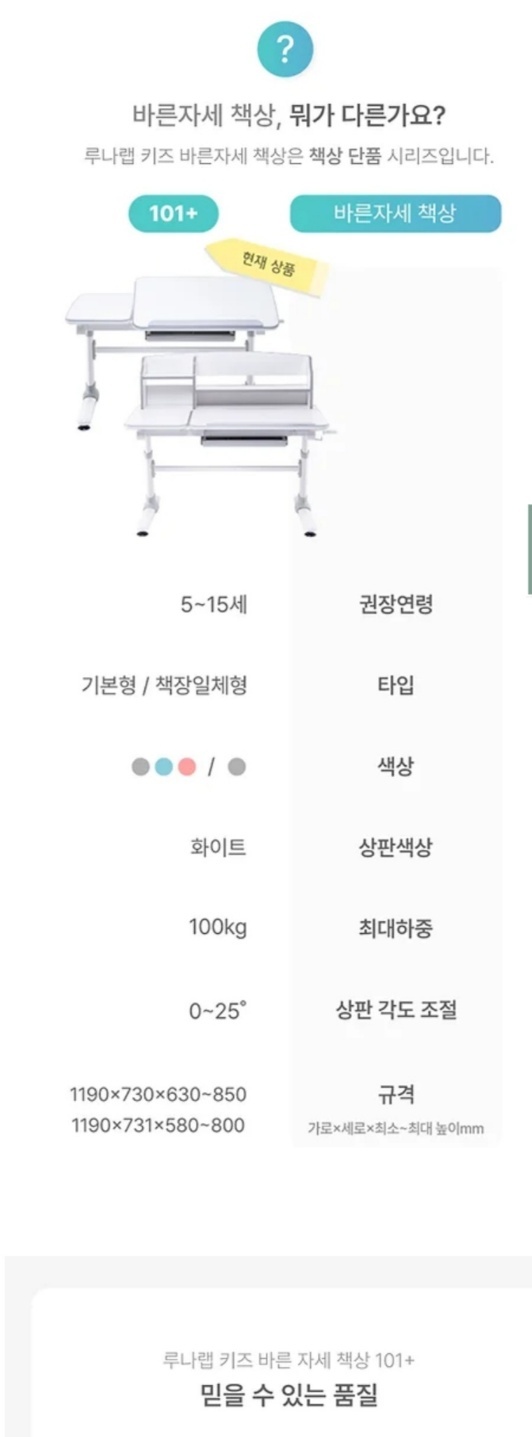 ?
바른자세 책상, 뭐가 다른가요?
루나랩 키즈 바른자세 책상은 책상 단품 시리즈입니다.
101+ 바른자세 책상
현재 상품
5~15세 권장연령
기본형 / 책장일체형 타입
/ 색상
화이트 상판색상
100kg 최대하중
0~25° 상판 각도 조절
1190×730×630~850 규격
1190×731×580~800 가로×세로×최소~최대 높이mm
루나랩 키즈 바른 자세 책상 101+
믿을 수 있는 품질